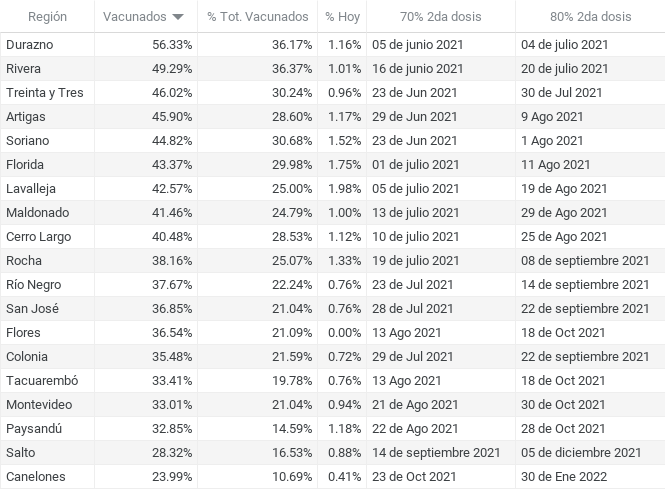 Región Vacunados % Tot. Vacunados % Hoy 70% 2da dosis 80% 2da dosis
Durazno 56.33% 36.17% 1.16% 05 de junio 2021 04 de julio 2021
Rivera 49.29% 36.37% 1.01% 16 de junio 2021 20 de julio 2021
Treinta y Tres 46.02% 30.24% 0.96% 23 de Jun 2021 30 de Jul 2021
Artigas 45.90% 28.60% 1.17% 29 de Jun 2021 9 Ago 2021
Soriano 44.82% 30.68% 1.52% 23 de Jun 2021 1 Ago 2021
Florida 43.37% 29.98% 1.75% 01 de julio 2021 11 Ago 2021
Lavalleja 42.57% 25.00% 1.98% 05 de julio 2021 19 de Ago 2021
Maldonado 41.46% 24.79% 1.00% 13 de julio 2021 29 de Ago 2021
Cerro Largo 40.48% 28.53% 1.12% 10 de julio 2021 25 de Ago 2021
Rocha 38.16% 25.07% 1.33% 19 de julio 2021 08 de septiembre 2021
Río Negro 37.67% 22.24% 0.76% 23 de Jul 2021 14 de septiembre 2021
San José 36.85% 21.04% 0.76% 28 de Jul 2021 22 de septiembre 2021
Flores 36.54% 21.09% 0.00% 13 Ago 2021 18 de Oct 2021
Colonia 35.48% 21.59% 0.72% 29 de Jul 2021 22 de septiembre 2021
Tacuarembó 33.41% 19.78% 0.76% 13 Ago 2021 18 de Oct 2021
Montevideo 33.01% 21.04% 0.94% 21 de Ago 2021 30 de Oct 2021
Paysandú 32.85% 14.59% 1.18% 22 de Ago 2021 28 de Oct 2021
Salto 28.32% 16.53% 0.88% 14 de septiembre 2021 05 de diciembre 2021
Canelones 23.99% 10.69% 0.41% 23 de Oct 2021 30 de Ene 2022